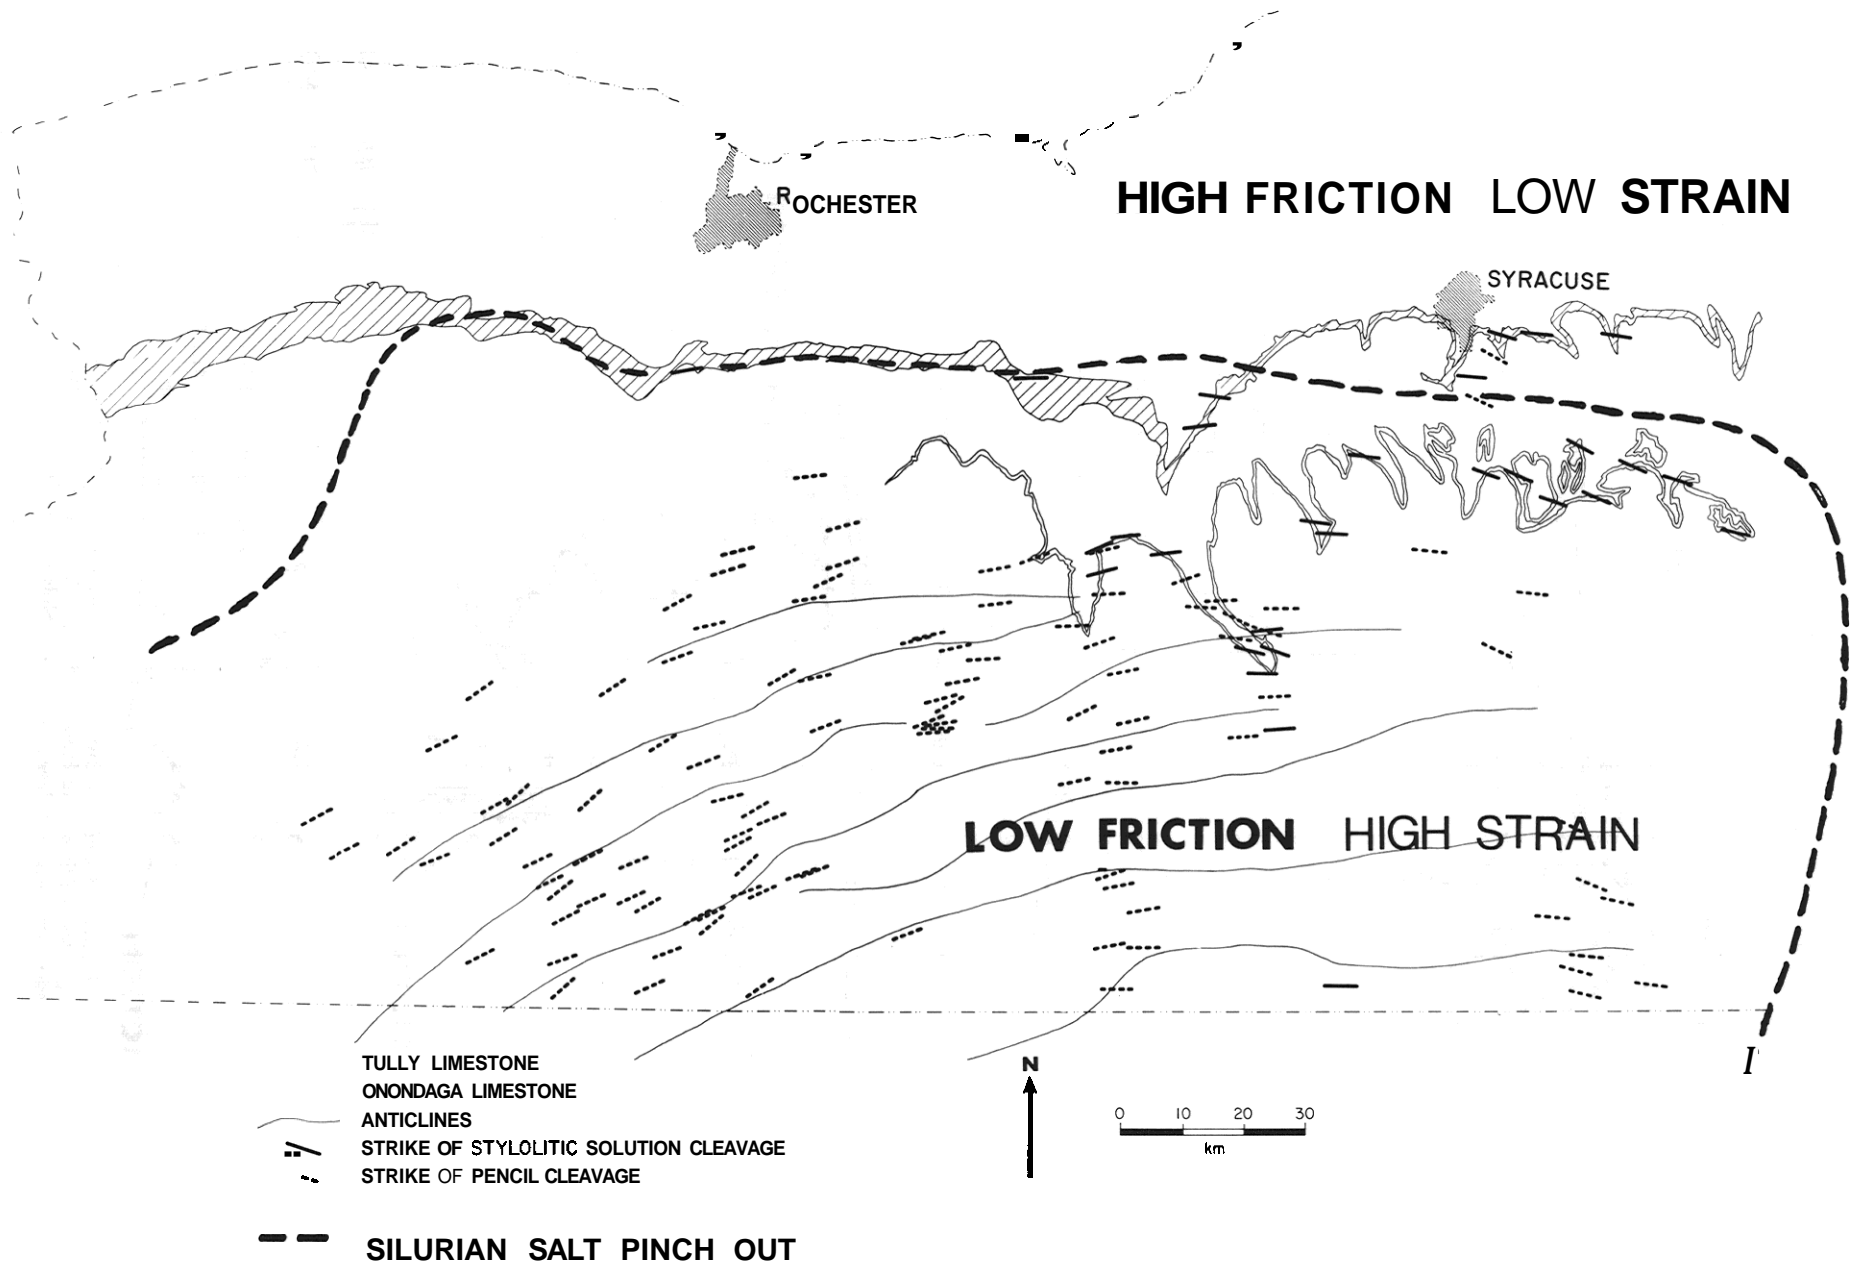 ROCHESTER
HIGH FRICTION LOW STRAIN
SYRACUSE
LOW FRICTION HIGH STRAIN
I
TULLY LIMESTONE
ONONDAGA LIMESTONE
ANTICLINES
STRIKE OF STYLOLITIC SOLUTION CLEAVAGE
STRIKE OF PENCIL CLEAVAGE
SILURIAN SALT PINCH OUT
N
0 10 20 30
km